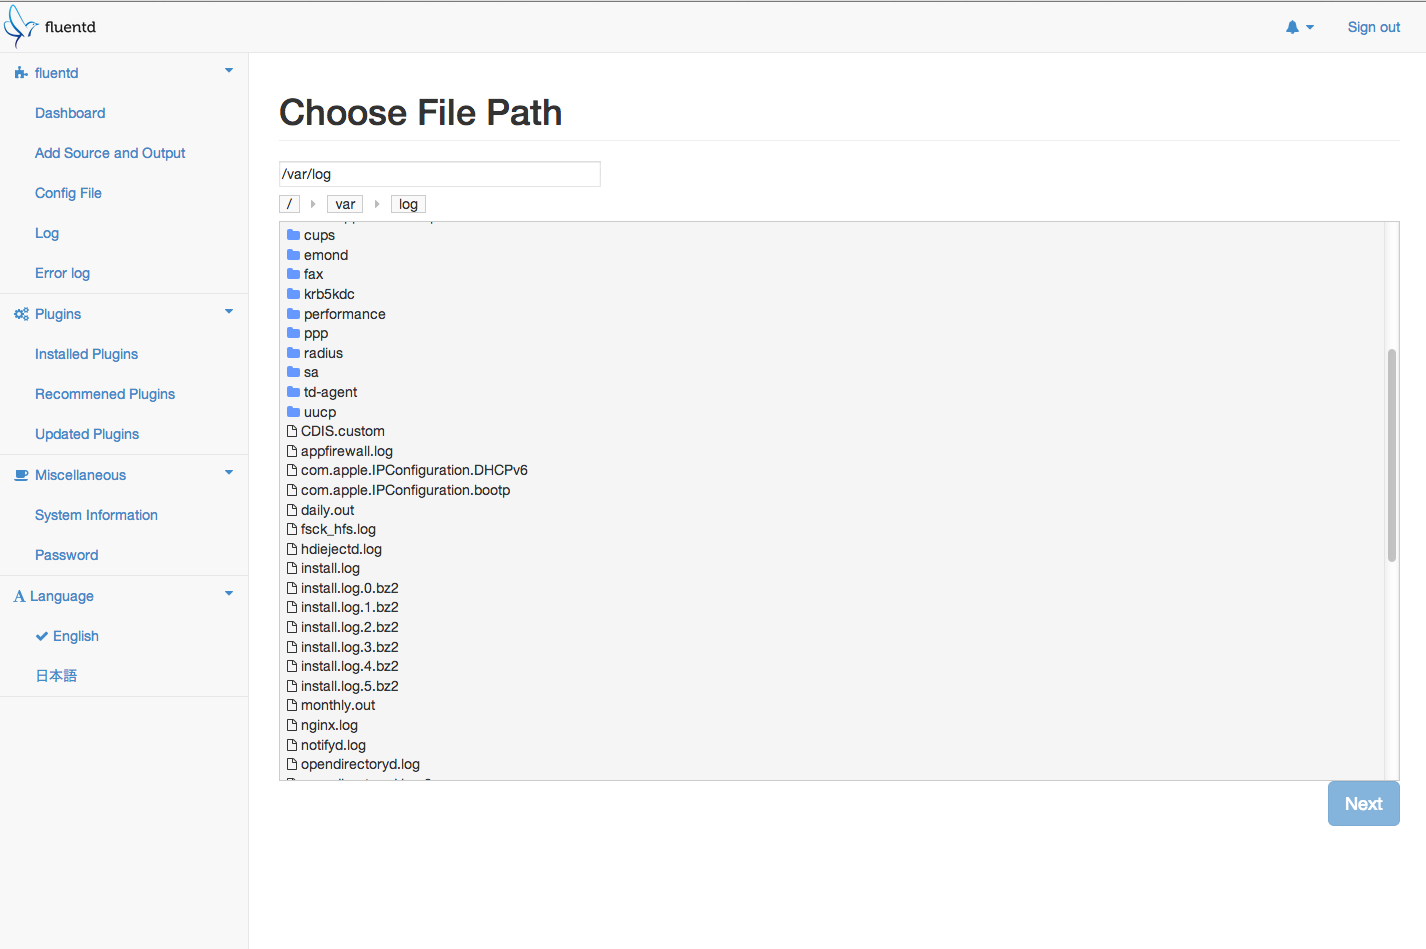 fluentd
Sign out
fluentd
Dashboard
Add Source and Output
Config File
Log
Error log
Plugins
Installed Plugins
Recommened Plugins
Updated Plugins
Miscellaneous
System Information
Password
A Language
English
日本語
Choose File Path
/var/log
/ var log
cups
emond
fax
krb5kdc
performance
ppp
radius
sa
td-agent
uucp
CDIS.custom
appfirewall.log
com.apple.IPConfiguration.DHCPv6
com.apple.IPConfiguration.bootp
daily.out
fsck_hfs.log
hdiejectd.log
install.log
install.log.0.bz2
install.log.1.bz2
install.log.2.bz2
install.log.3.bz2
install.log.4.bz2
install.log.5.bz2
monthly.out
nginx.log
notifyd.log
opendirectoryd.log
Next